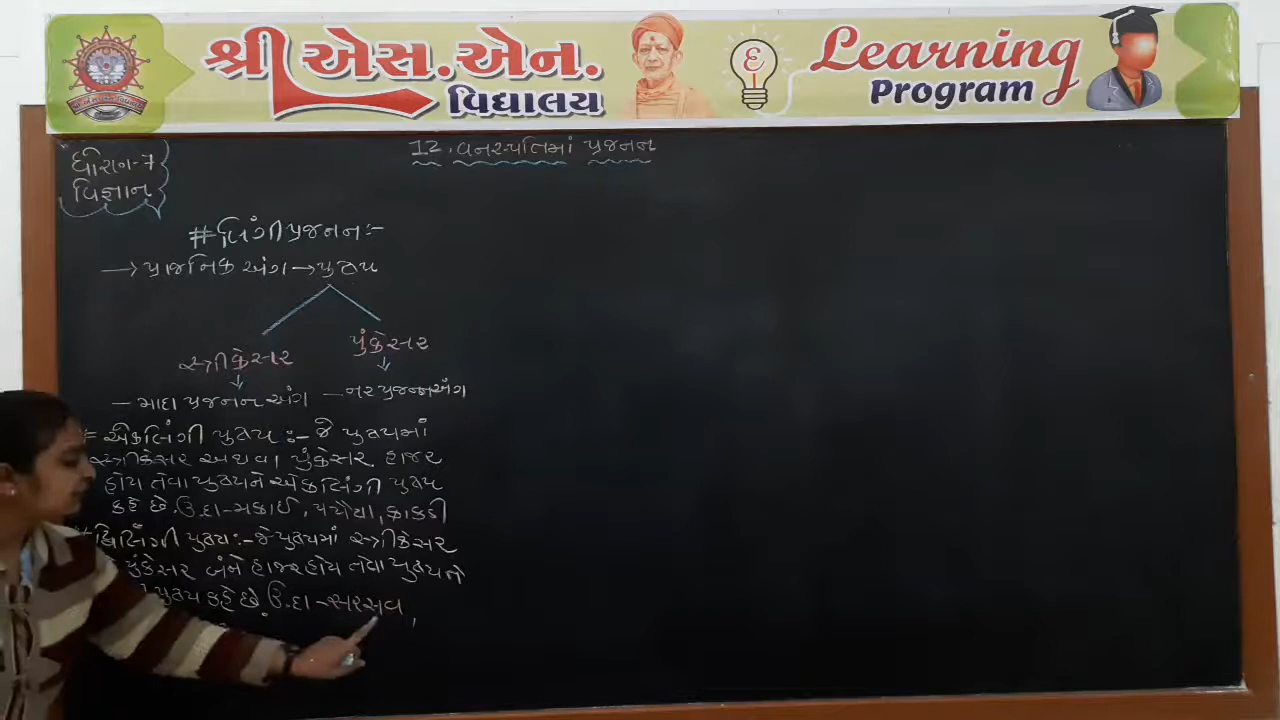 શ્રી એસ.એન.
વિદ્યાલય
Learning
Program
ધોરણ-7
વિજ્ઞાન
12. વનસ્પતિમાં પ્રજનન
# લિંગી પ્રજનન :-
→ પ્રજનનિક અંગ → પુષ્પ
સ્ત્રીકેસર
પુંકેસર
- માદા પ્રજનન અંગ
- નર પ્રજનન અંગ
# એકલિંગી પુષ્પ :- જે પુષ્પમાં
સ્ત્રીકેસર અથવા પુંકેસર હાજર
હોય તેવા પુષ્પને એકલિંગી પુષ્પ
કહે છે. ઉ.દા - મકાઈ, પપૈયા, કાકડી
# દ્વિલિંગી પુષ્પ :- જે પુષ્પમાં સ્ત્રીકેસર
પુંકેસર બંને હાજર હોય તેવા પુષ્પને
પુષ્પ કહે છે. ઉ.દા - સરસવ,